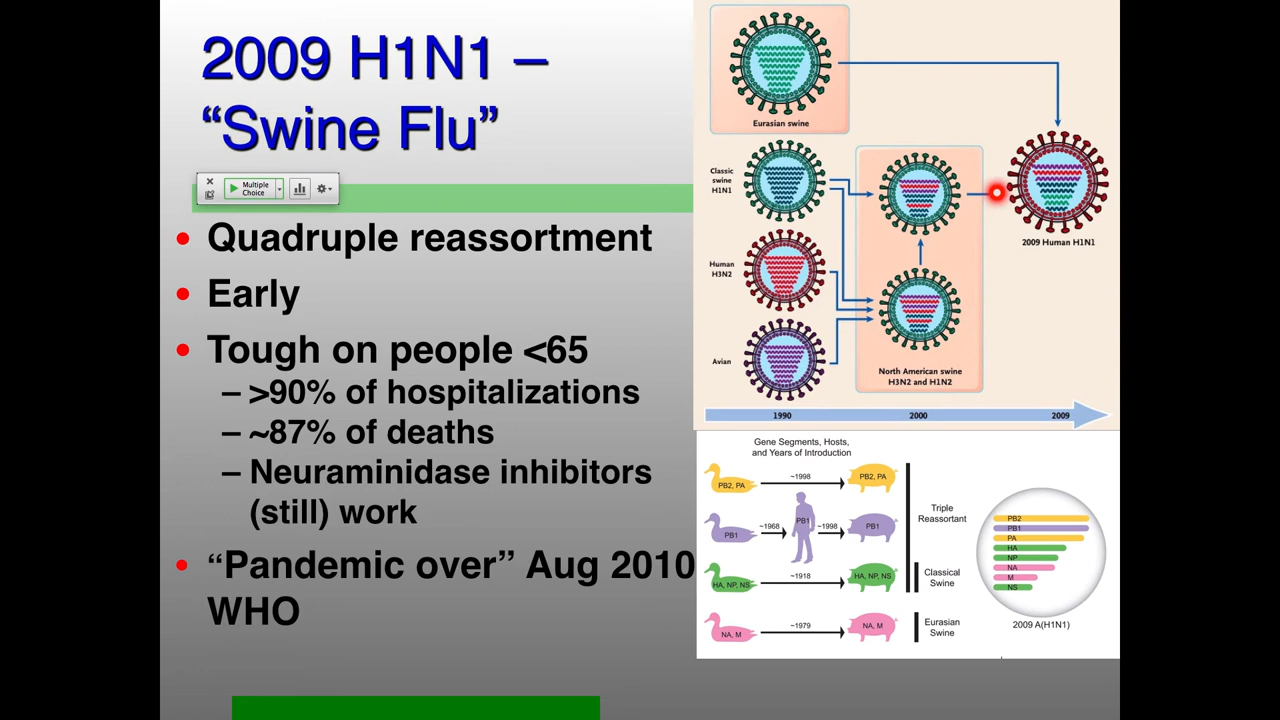 2009 H1N1 –
“Swine Flu”
Multiple
Choice
• Quadruple reassortment
• Early
• Tough on people <65
– >90% of hospitalizations
– ~87% of deaths
– Neuraminidase inhibitors
(still) work
• “Pandemic over” Aug 2010
WHO
Eurasian swine
Classic
swine
H1N1
Human
H3N2
Avian
North American swine
H3N2 and H1N2
2009 Human H1N1
1990 2000 2009
Gene Segments, Hosts,
and Years of Introduction
PB2, PA ~1998 PB2, PA
PB1 ~1968 PB1 ~1998 PB1
HA, NP, NS ~1918 HA, NP, NS
NA, M ~1979 NA, M
Triple
Reassortant
Classical
Swine
Eurasian
Swine
PB2
PB1
PA
HA
NP
NA
M
NS
2009 A(H1N1)